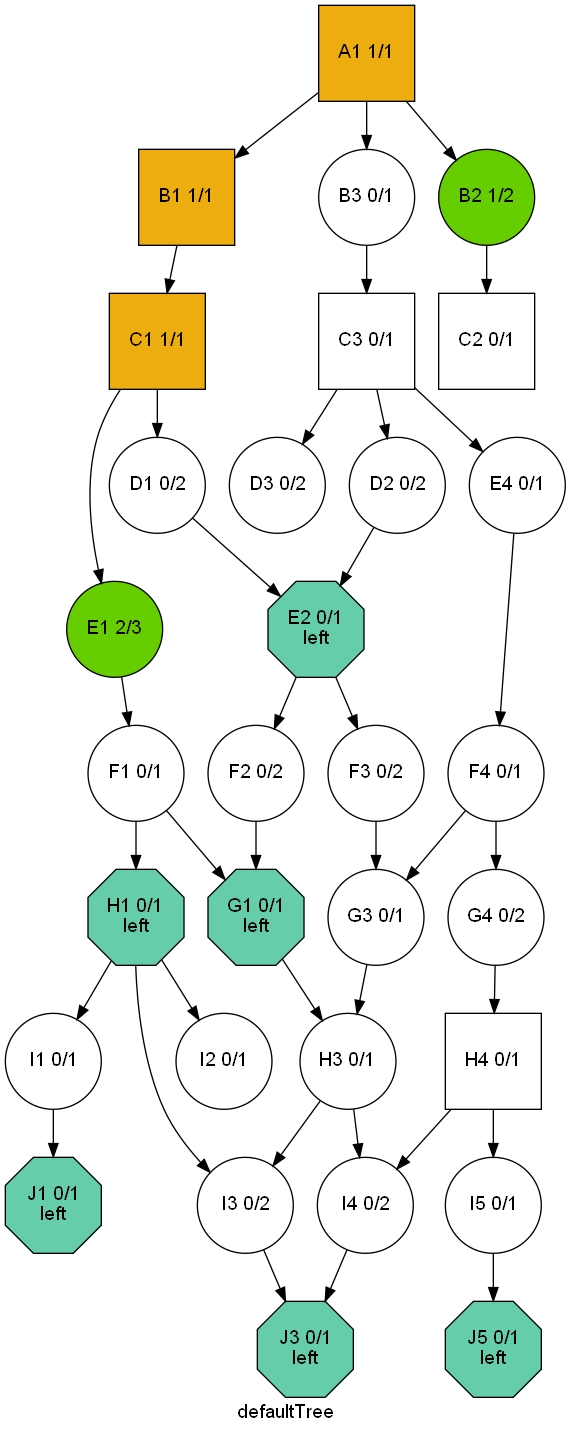 A1 1/1
B1 1/1
B3 0/1
B2 1/2
C1 1/1
C3 0/1
C2 0/1
D1 0/2
D3 0/2
D2 0/2
E4 0/1
E1 2/3
E2 0/1
left
F1 0/1
F2 0/2
F3 0/2
F4 0/1
H1 0/1
left
G1 0/1
left
G3 0/1
G4 0/2
I1 0/1
I2 0/1
H3 0/1
H4 0/1
J1 0/1
left
I3 0/2
I4 0/2
I5 0/1
J3 0/1
left
J5 0/1
left
defaultTree